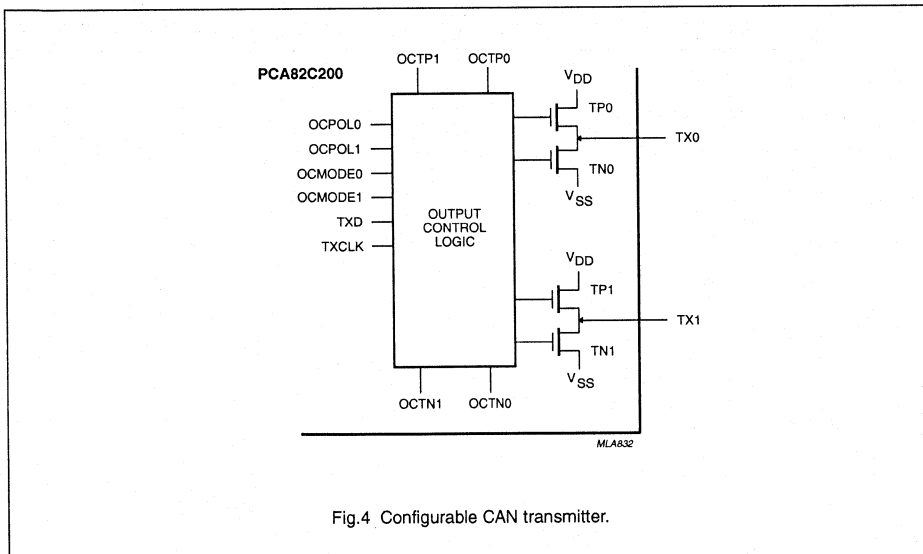 PCA82C200
OCTP1
OCTP0
VDD
TP0
OCPOL0
TX0
OCPOL1
TN0
OCMODE0
OCMODE1
VSS
TXD
OUTPUT
CONTROL
LOGIC
TXCLK
VDD
TP1
TX1
TN1
VSS
OCTN1
OCTN0
MLA832
Fig.4 Configurable CAN transmitter.